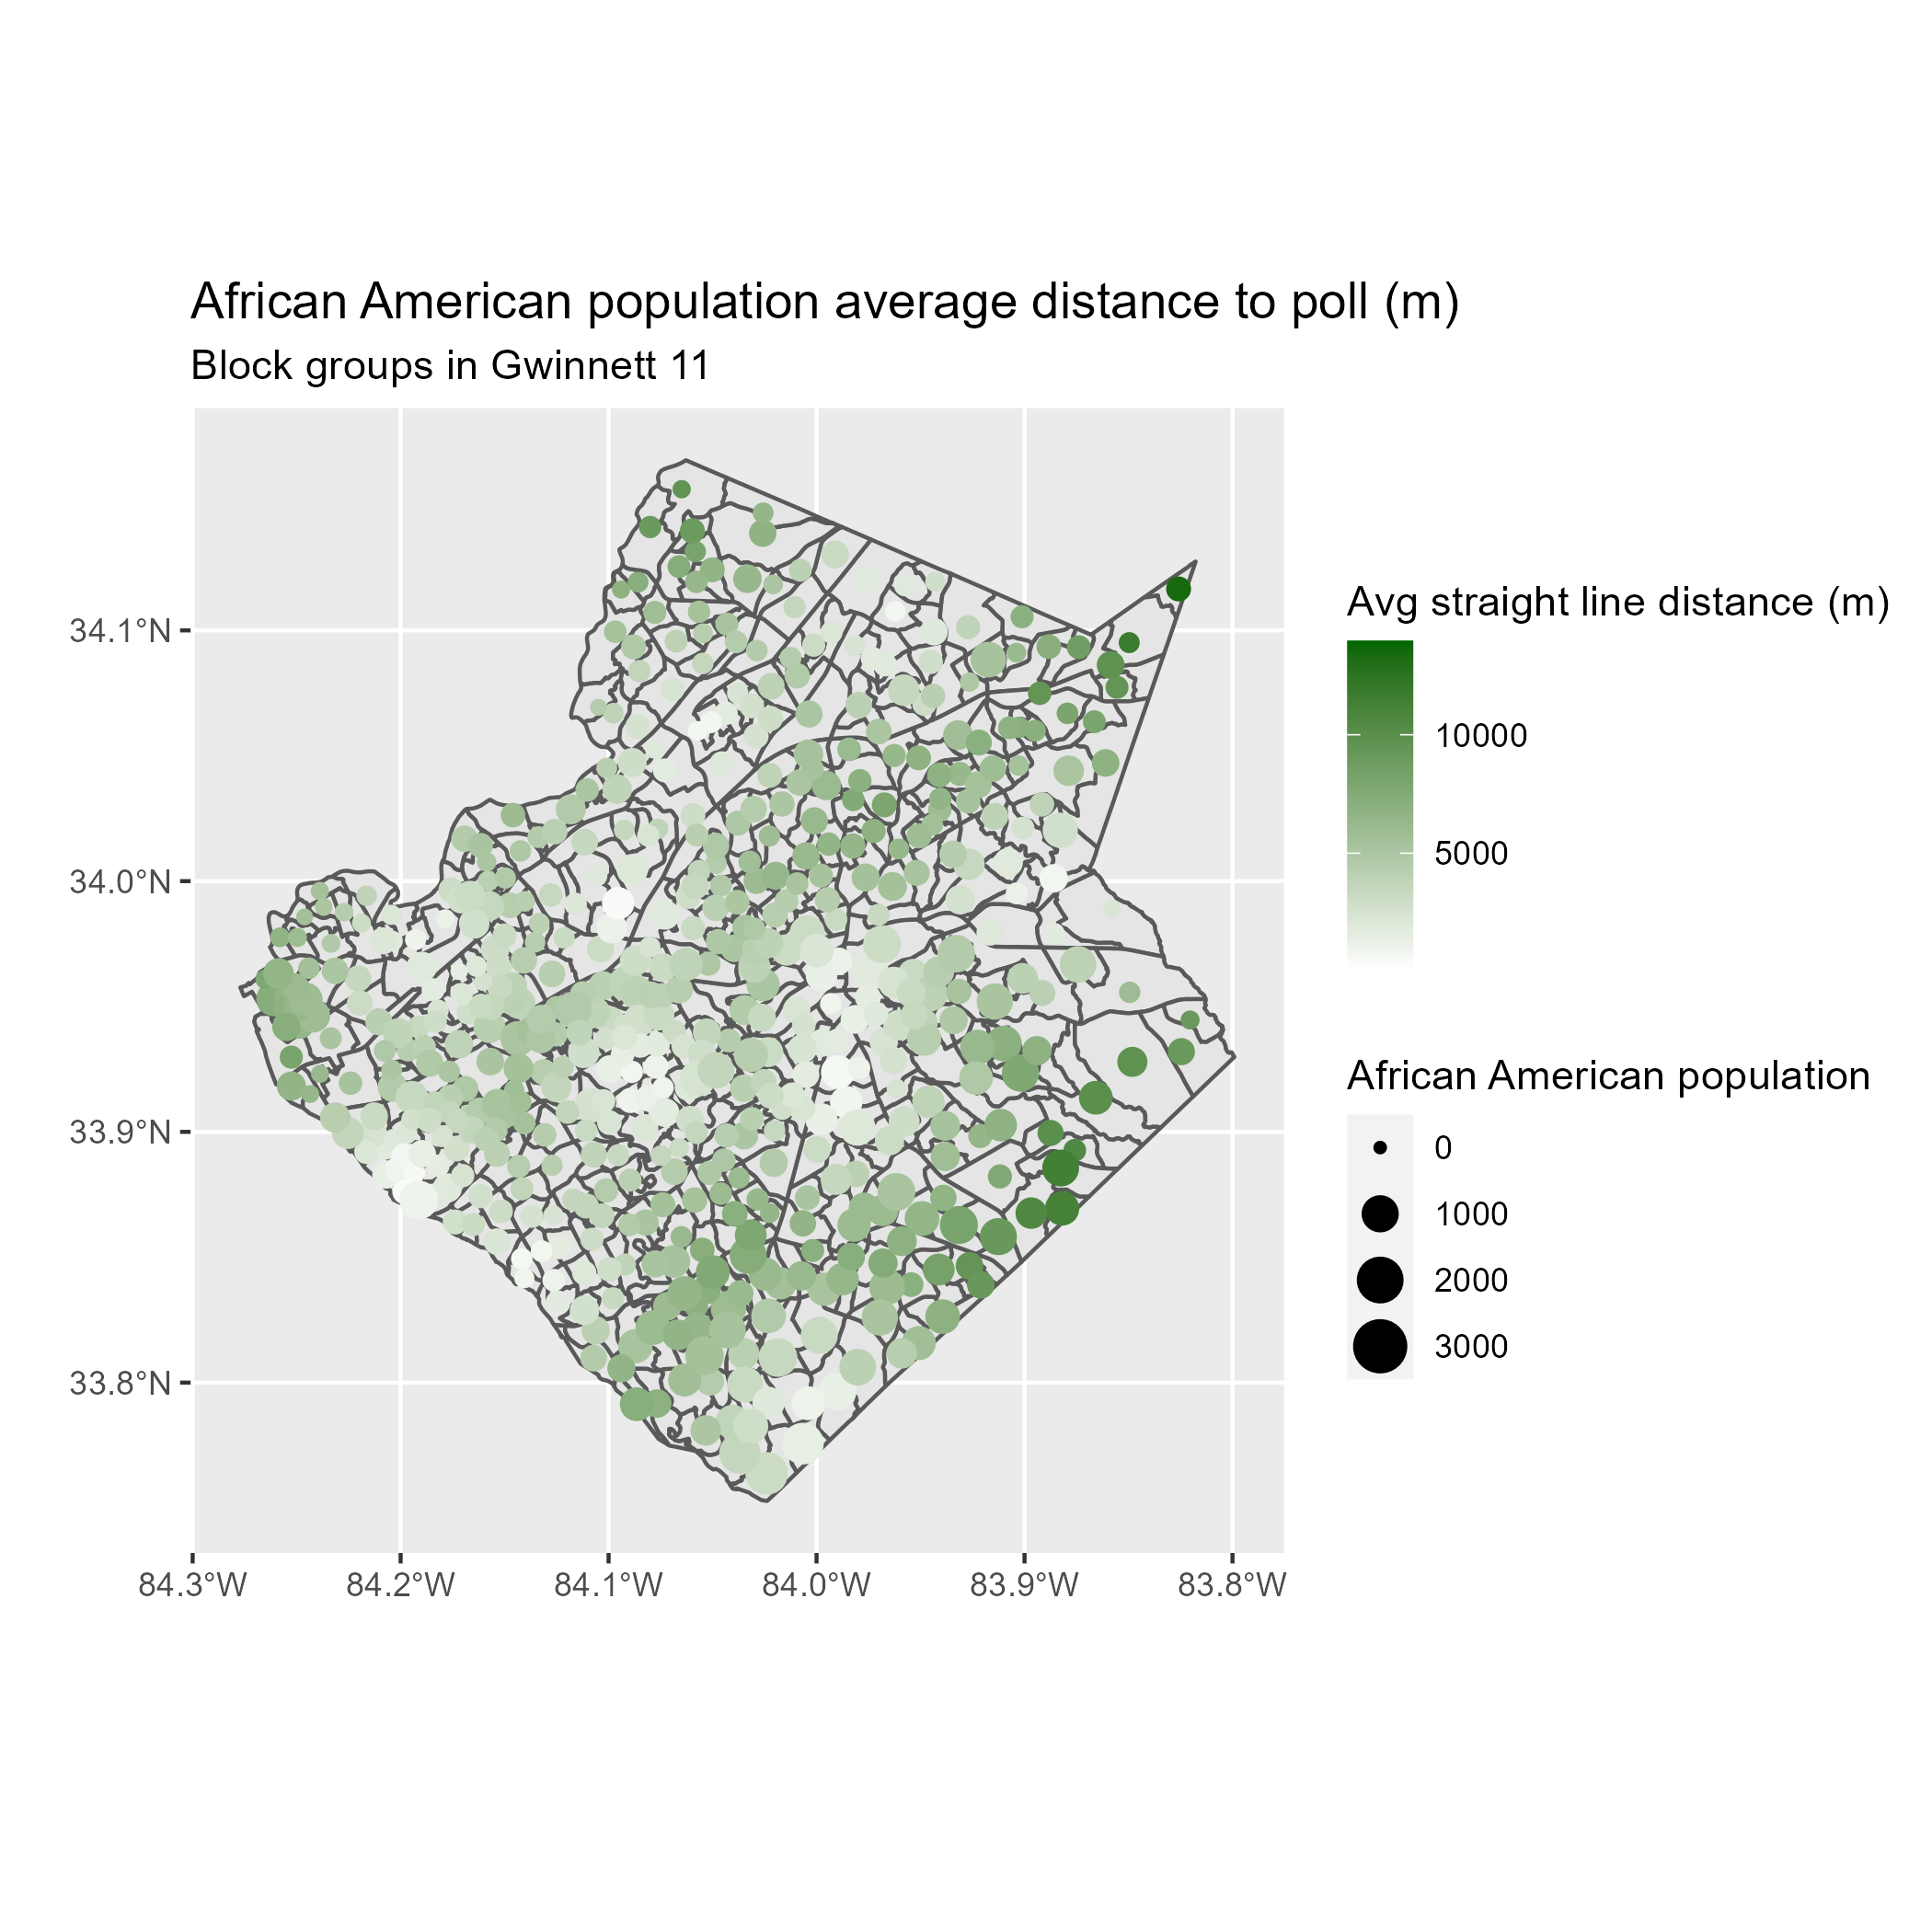 African American population average distance to poll (m)
Block groups in Gwinnett 11
34.1°N
34.0°N
33.9°N
33.8°N
84.3°W
84.2°W
84.1°W
84.0°W
83.9°W
83.8°W
Avg straight line distance (m)
10000
5000
African American population
0
1000
2000
3000